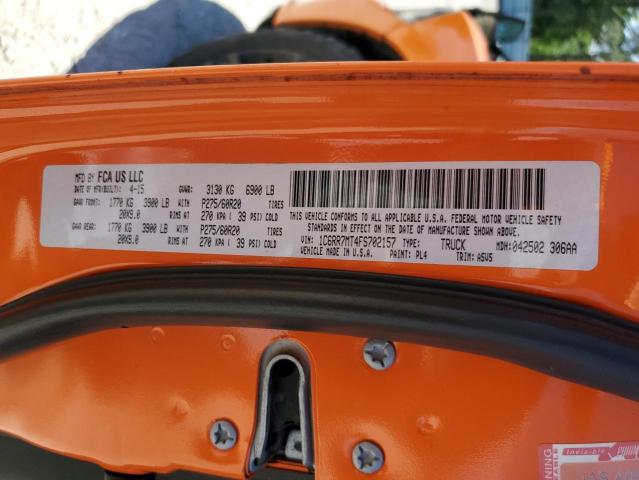 MFD BY FCA US LLC
DATE OF MFR(BUILT): 4-15 GVWR: 3130 KG 6900 LB
GAWR FRONT: 1770 KG 3900 LB WITH TIRES P275/60R20
20X9.0 RIMS AT 270 KPA ( 39 PSI) COLD
GAWR REAR: 1770 KG 3900 LB WITH TIRES P275/60R20
20X9.0 RIMS AT 270 KPA ( 39 PSI) COLD
THIS VEHICLE CONFORMS TO ALL APPLICABLE U.S.A. FEDERAL MOTOR VEHICLE SAFETY
STANDARDS IN EFFECT ON THE DATE OF MANUFACTURE SHOWN ABOVE.
VIN: 1C6RR7MT4FS702157 TYPE: TRUCK MDH: 042502 306AA
VEHICLE MADE IN U.S.A. PAINT: PL4 TRIM: A5V5
Invisible